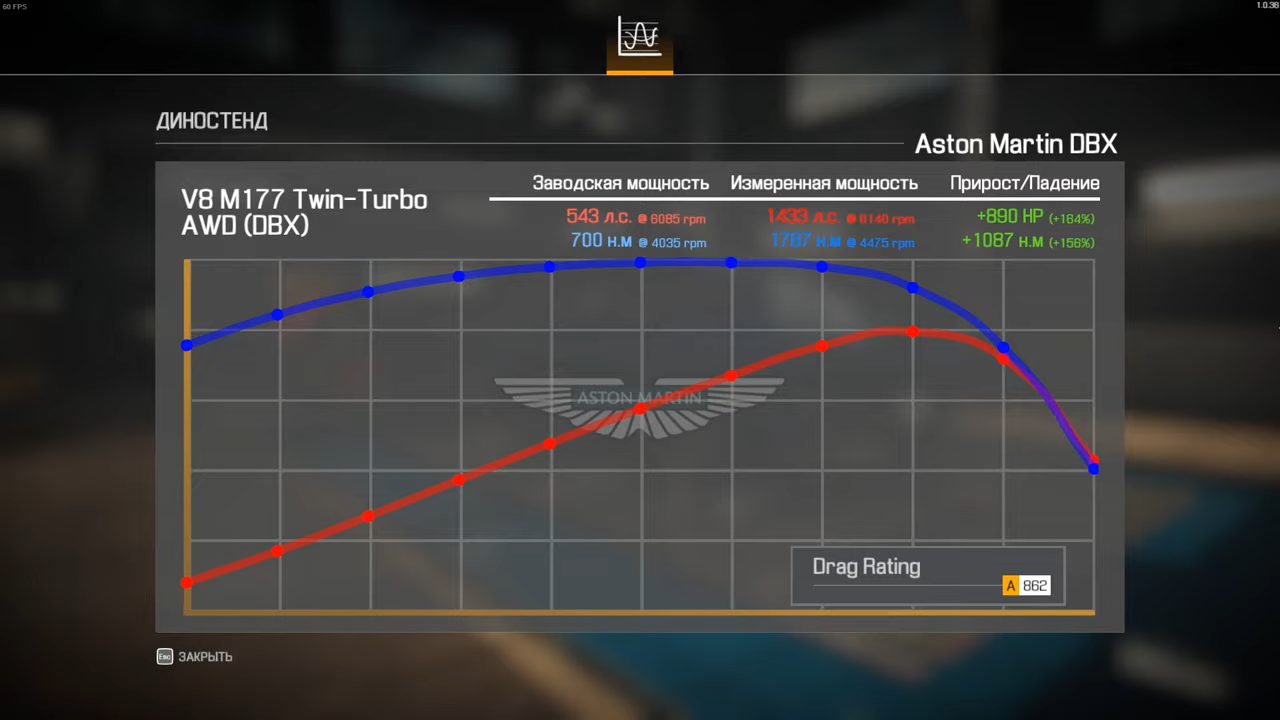 60 FPS
1.0.38
ДИНОСТЕНД
Aston Martin DBX
V8 M177 Twin-Turbo
AWD (DBX)
Заводская мощность Измеренная мощность Прирост/Падение
543 л.с. @ 6085 rpm 1433 л.с. @ 6140 rpm +890 HP (+164%)
700 н.м @ 4035 rpm 1787 н.м @ 4475 rpm +1087 н.м (+156%)
ASTON MARTIN
Drag Rating
A 862
Esc ЗАКРЫТЬ